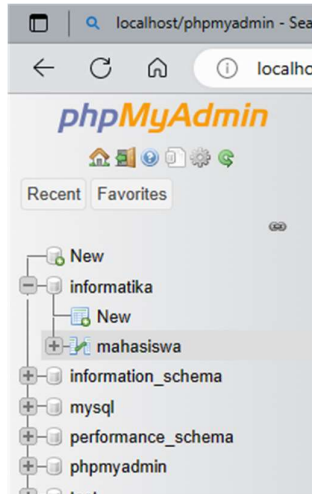 localhost/phpmyadmin - Sea
localho
phpMyAdmin
Recent Favorites
New
informatika
New
mahasiswa
information_schema
mysql
performance_schema
phpmyadmin